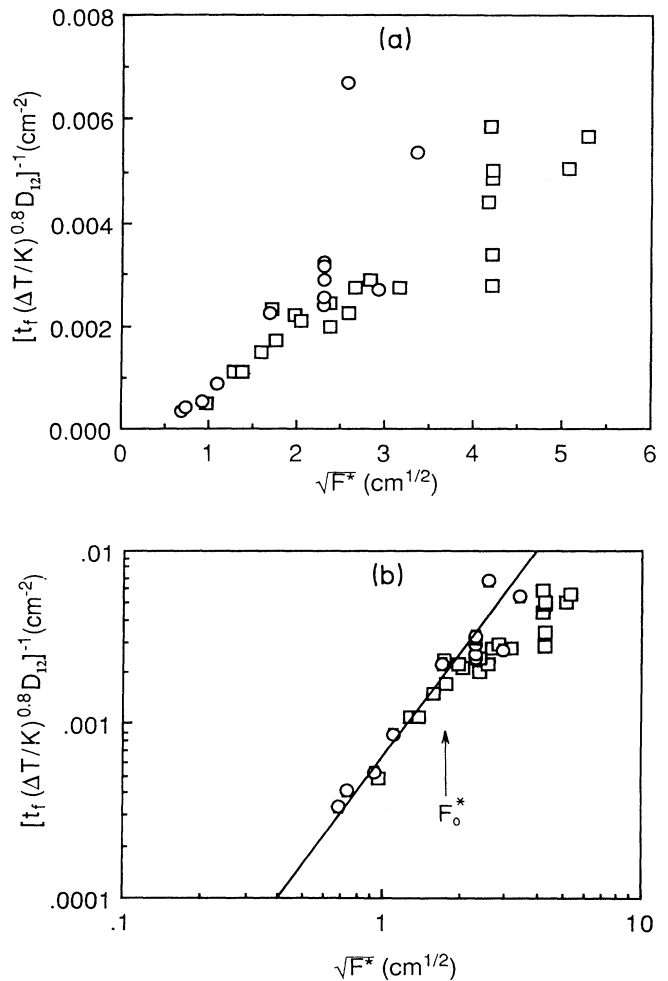 0.008
(a)
0.006
0.004
0.002
0.000
[t_f (ΔT/K)^0.8 D_12]^-1 (cm^-2)
0 1 2 3 4 5 6
√F* (cm^1/2)
.01
(b)
.001
.0001
[t_f (ΔT/K)^0.8 D_12]^-1 (cm^-2)
F_o^*
.1 1 10
√F* (cm^1/2)